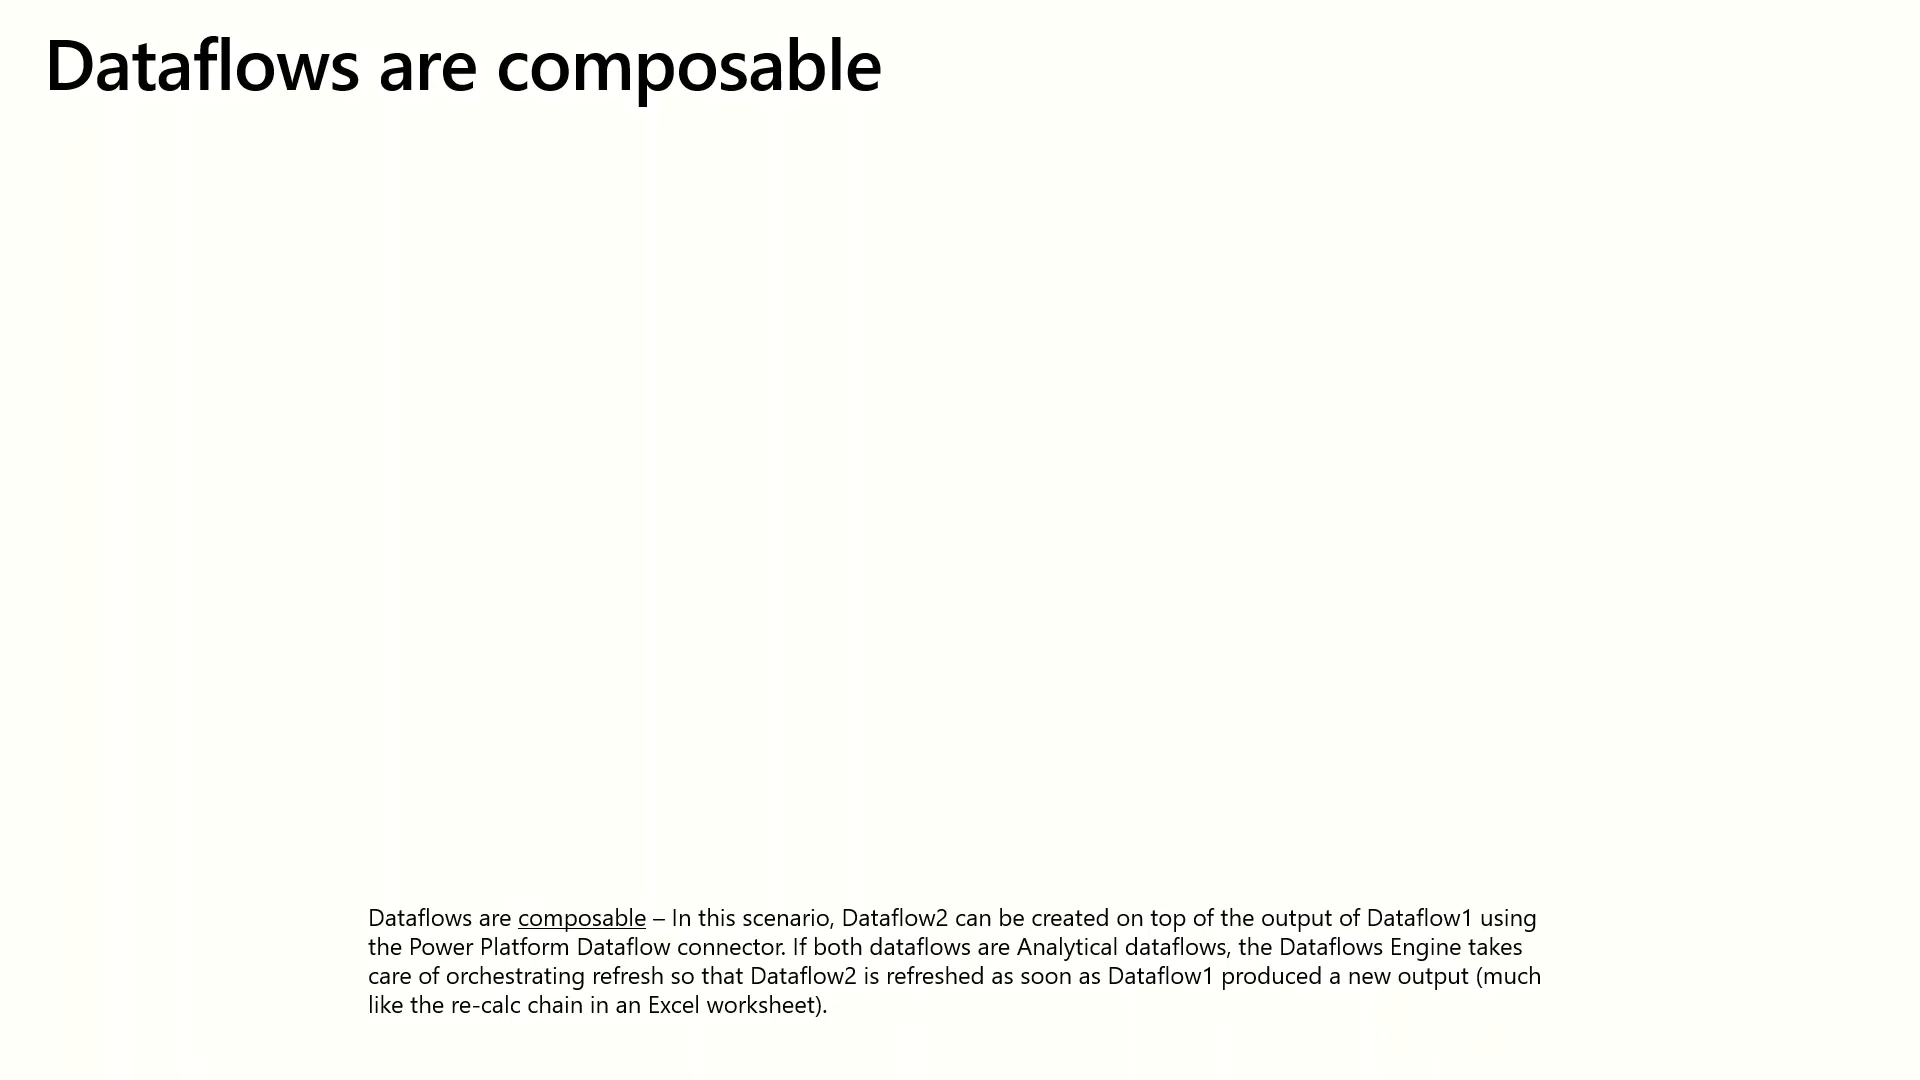 Dataflows are composable
Dataflows are composable – In this scenario, Dataflow2 can be created on top of the output of Dataflow1 using
the Power Platform Dataflow connector. If both dataflows are Analytical dataflows, the Dataflows Engine takes
care of orchestrating refresh so that Dataflow2 is refreshed as soon as Dataflow1 produced a new output (much
like the re-calc chain in an Excel worksheet).